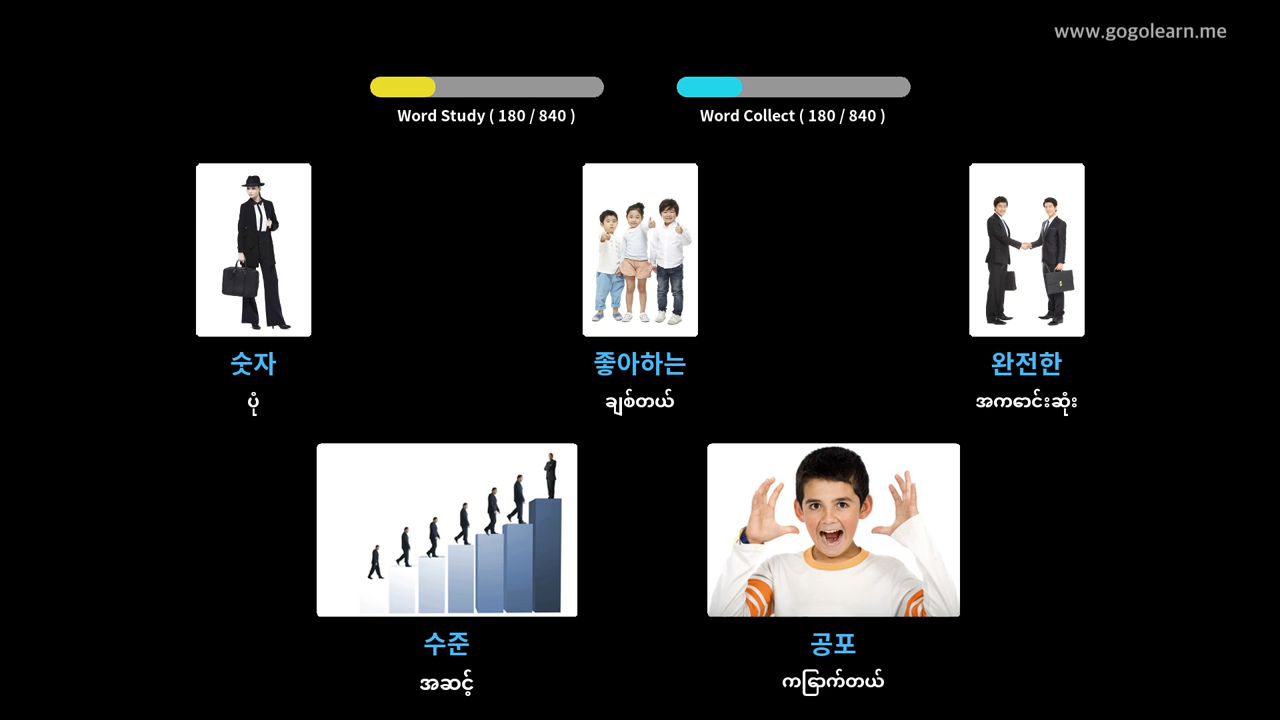 www.gogolearn.me
Word Study ( 180 / 840 )
Word Collect ( 180 / 840 )
숫자
좋아하는
완전한
ပုံ
ချစ်တယ်
အကောင်းဆုံး
수준
공포
အဆင့်
ကြောက်တယ်